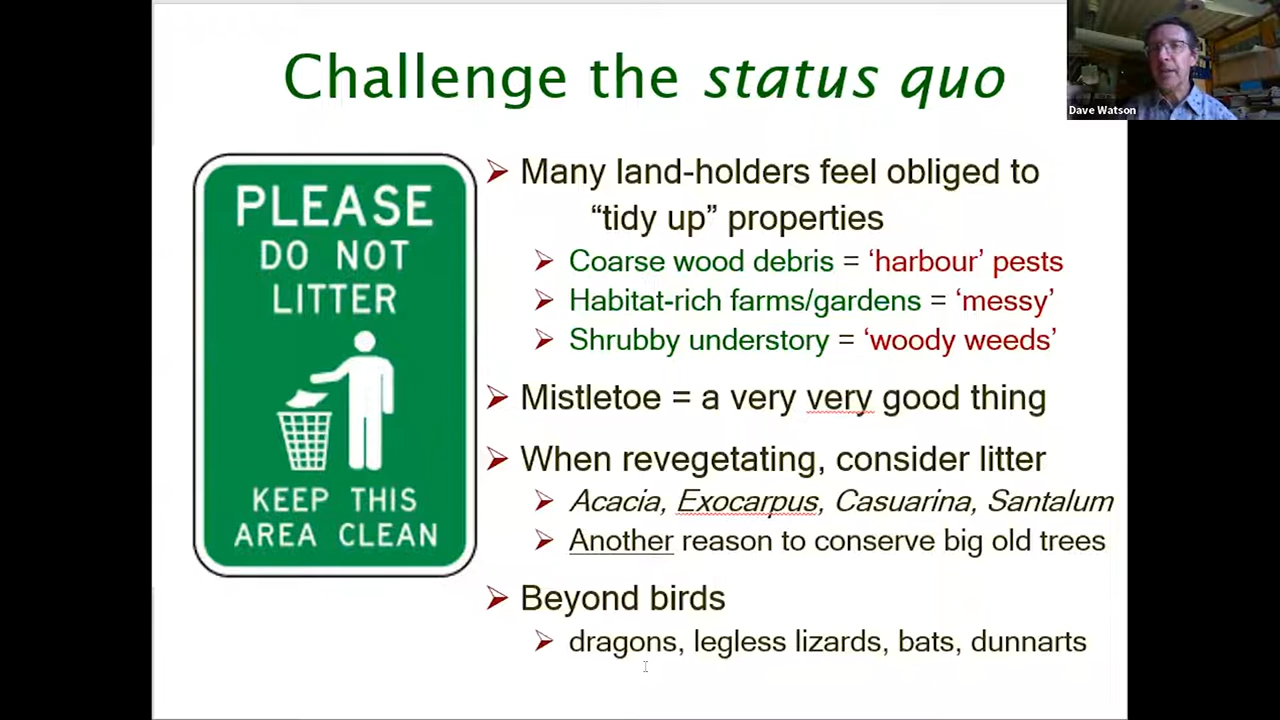 Challenge the status quo
Dave Watson
PLEASE
DO NOT
LITTER
KEEP THIS
AREA CLEAN
Many land-holders feel obliged to
“tidy up” properties
Coarse wood debris = ‘harbour’ pests
Habitat-rich farms/gardens = ‘messy’
Shrubby understory = ‘woody weeds’
Mistletoe = a very very good thing
When revegetating, consider litter
Acacia, Exocarpus, Casuarina, Santalum
Another reason to conserve big old trees
Beyond birds
dragons, legless lizards, bats, dunnarts